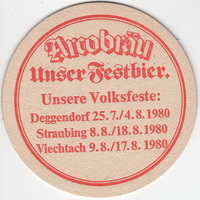 Arcobräu
Unser Festbier.
Unsere Volksfeste:
Deggendorf 25.7./4.8.1980
Straubing 8.8./18.8.1980
Viechtach 9.8./17.8.1980